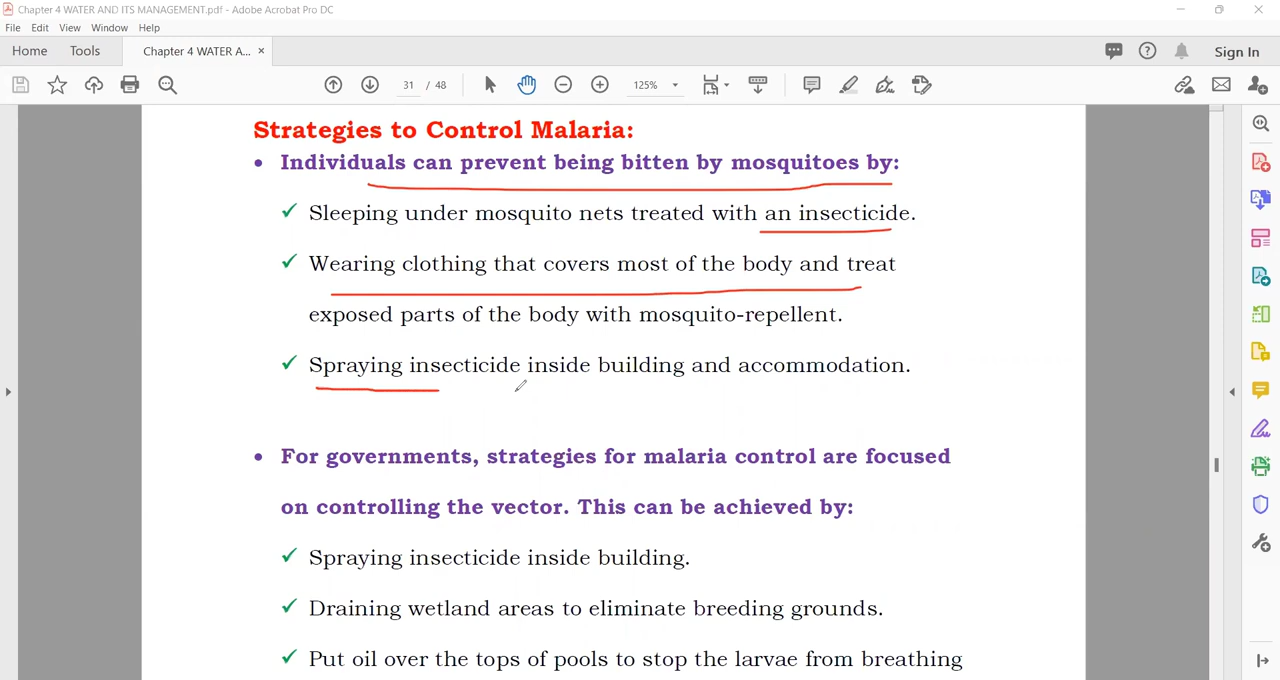 Chapter 4 WATER AND ITS MANAGEMENT.pdf - Adobe Acrobat Pro DC
File Edit View Window Help
Home Tools Chapter 4 WATER A... × Sign In
31 / 48 125%
Strategies to Control Malaria:
• Individuals can prevent being bitten by mosquitoes by:
✓ Sleeping under mosquito nets treated with an insecticide.
✓ Wearing clothing that covers most of the body and treat
exposed parts of the body with mosquito-repellent.
✓ Spraying insecticide inside building and accommodation.
• For governments, strategies for malaria control are focused
on controlling the vector. This can be achieved by:
✓ Spraying insecticide inside building.
✓ Draining wetland areas to eliminate breeding grounds.
✓ Put oil over the tops of pools to stop the larvae from breathing